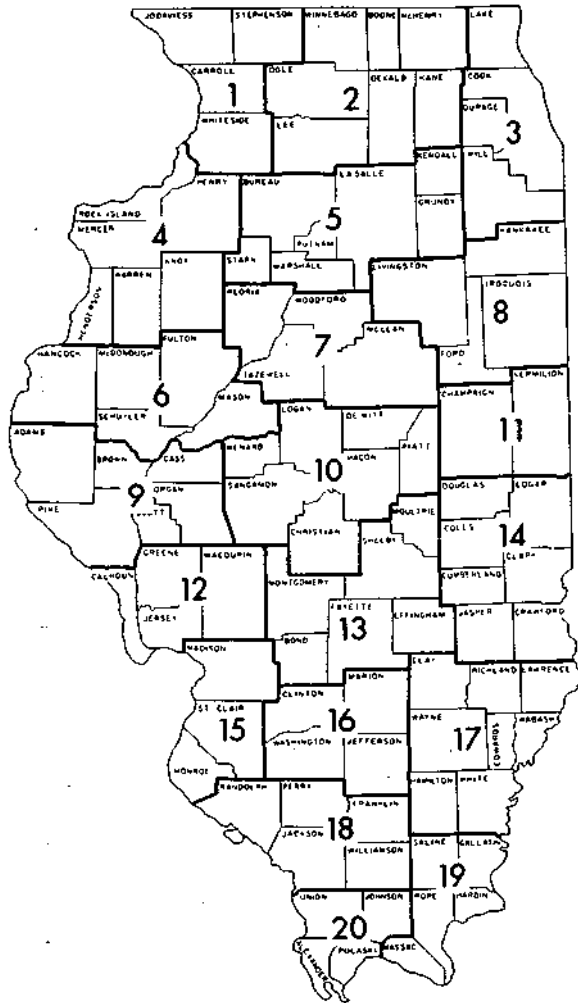 JODAVIESS STEPHENSON WINNEBAGO BOONE McHENRY LAKE
CARROLL OGLE DEKALB KANE COOK
1 2 DUPAGE
3
WHITESIDE LEE
KENDALL WILL
HENRY BUREAU LA SALLE
ROCK ISLAND GRUNDY
MERCER 4 5 PUTNAM KANKAKEE
KNOX STARK MARSHALL LIVINGSTON
WARREN PEORIA WOODFORD IROQUOIS
HENDERSON 8
McLEAN
FULTON 7 FORD
HANCOCK McDONOUGH VERMILION
6 TAZEWELL CHAMPAIGN
MASON
SCHUYLER LOGAN DEWITT
ADAMS 11
BROWN CASS MENARD MACON PIATT
10
9 SANGAMON DOUGLAS EDGAR
PIKE MOULTRIE
CHRISTIAN SHELBY COLES 14
GREENE MACOUPIN CLARK
CALHOUN 12 MONTGOMERY CUMBERLAND
JERSEY FAYETTE EFFINGHAM JASPER CRAWFORD
13
MADISON BOND CLAY
MARION RICHLAND LAWRENCE
CLINTON
ST CLAIR 16 WAYNE
15 WASHINGTON JEFFERSON 17 EDWARDS WABASH
MONROE
RANDOLPH PERRY HAMILTON WHITE
FRANKLIN
18
JACKSON SALINE GALLATIN
WILLIAMSON
19
UNION JOHNSON POPE HARDIN
20
PULASKI MASSAC
ALEXANDER